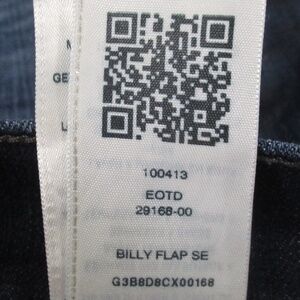 100413
EOTD
29168-00
BILLY FLAP SE
G3B8D8CX00168